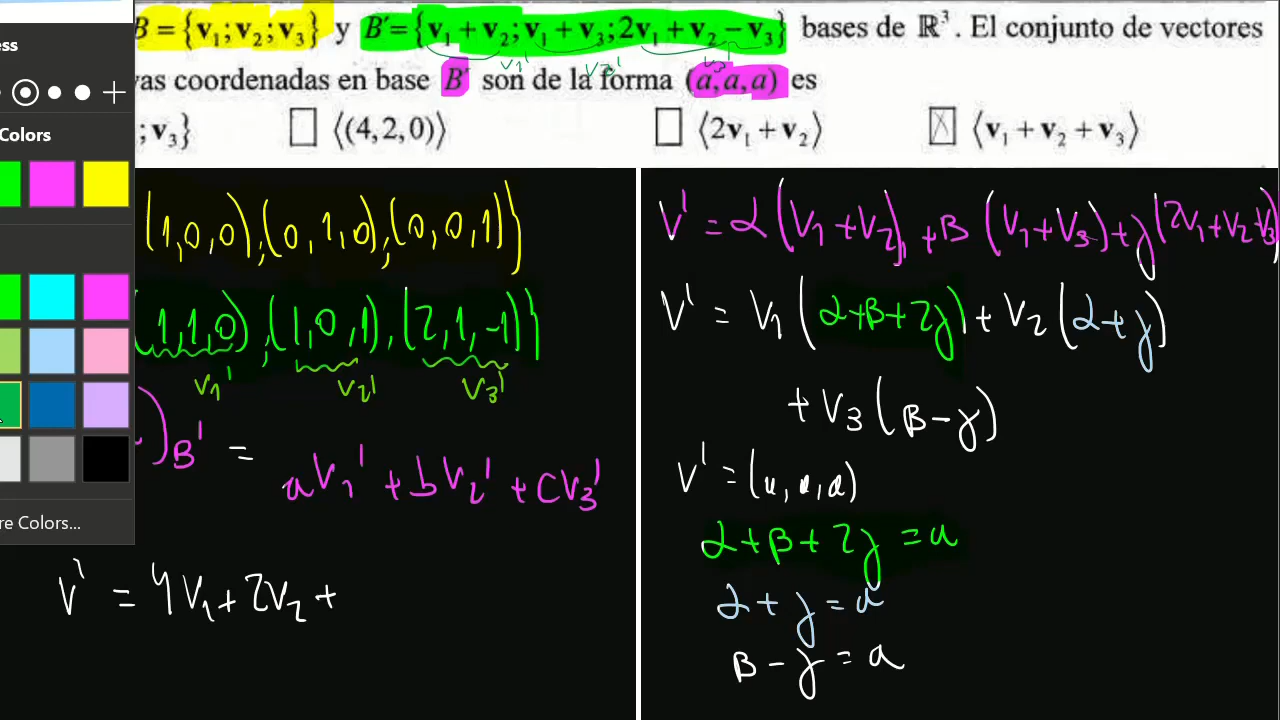 B = {v₁;v₂;v₃} y B'={v₁+v₂;v₁+v₃;2v₁+v₂−v₃} bases de ℝ³. El conjunto de vectores
v₁' v₂' v₃'
vas coordenadas en base B' son de la forma (a,a,a) es
;v₃} ⟨(4,2,0)⟩ ⟨2v₁+v₂⟩ ⟨v₁+v₂+v₃⟩
ess
Colors
re Colors...
(1,0,0),(0,1,0),(0,0,1)}
(1,1,0),(1,0,1),(2,1,-1)}
v₁' v₂' v₃'
)B' = aV₁' + bV₂' + cV₃'
V' = 4V₁ + 2V₂ +
V' = α(V₁+V₂) + β(V₁+V₃) + γ(2V₁+V₂-V₃
V' = V₁(α+β+2γ) + V₂(α+γ)
+ V₃(β-γ)
V' = (a,a,a)
α+β+2γ = a
α+γ = a
β-γ = a